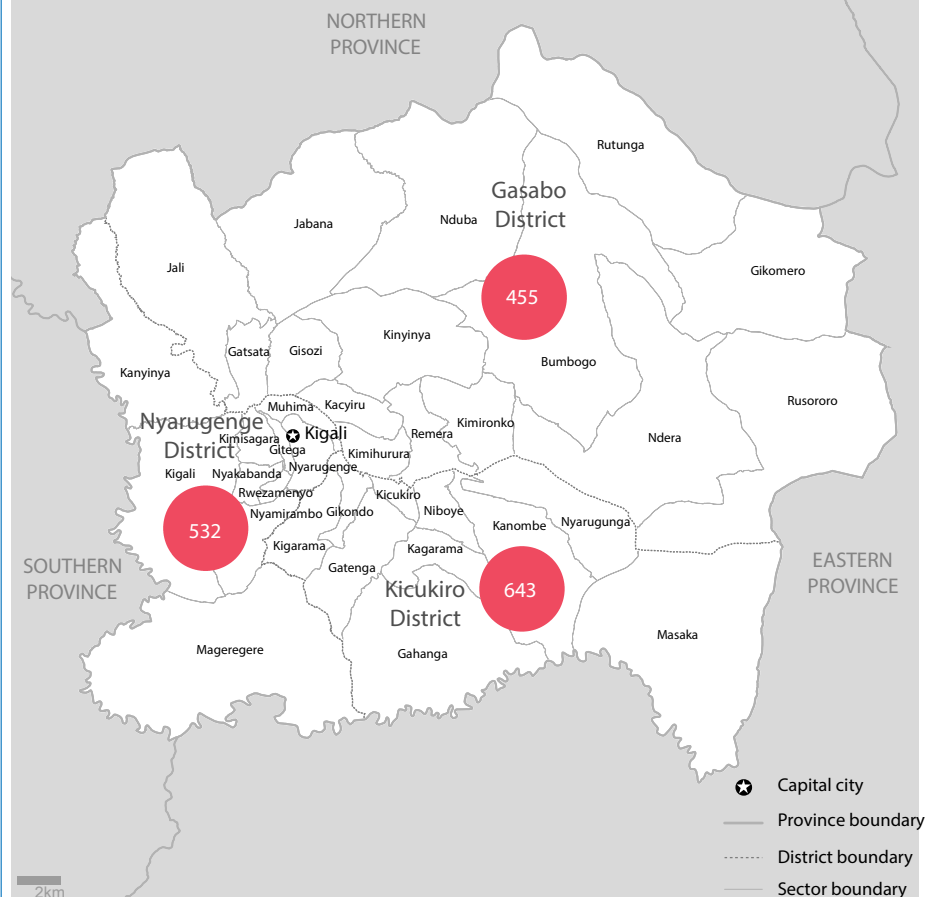 NORTHERN
PROVINCE
Rutunga
Gasabo
District
Jabana
Nduba
Jali
Gikomero
455
Kinyinya
Gatsata
Gisozi
Bumbogo
Kanyinya
Rusororo
Muhima
Kacyiru
Nyarugenge
District
Kimisagara
Kigali
Gitega
Remera
Kimironko
Ndera
Kimihurura
Kigali
Nyakabanda
Nyarugenge
Rwezamenyo
Kicukiro
Nyamirambo
Gikondo
Niboye
Kanombe
Nyarugunga
532
Kigarama
Kagarama
Gatenga
SOUTHERN
PROVINCE
EASTERN
PROVINCE
Kicukiro
District
643
Masaka
Mageregere
Gahanga
Capital city
Province boundary
District boundary
Sector boundary
2km